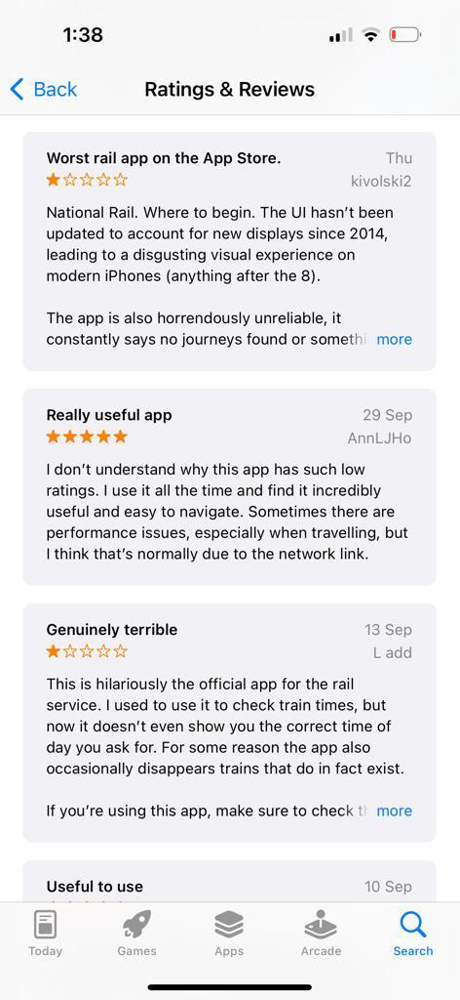 1:38
Back
Ratings & Reviews
Worst rail app on the App Store.
Thu
kivolski2
National Rail. Where to begin. The UI hasn't been
updated to account for new displays since 2014,
leading to a disgusting visual experience on
modern iPhones (anything after the 8).
The app is also horrendously unreliable, it
constantly says no journeys found or somethi more
Really useful app
29 Sep
AnnLJHo
I don't understand why this app has such low
ratings. I use it all the time and find it incredibly
useful and easy to navigate. Sometimes there are
performance issues, especially when travelling, but
I think that's normally due to the network link.
Genuinely terrible
13 Sep
L add
This is hilariously the official app for the rail
service. I used to use it to check train times, but
now it doesn't even show you the correct time of
day you ask for. For some reason the app also
occasionally disappears trains that do in fact exist.
If you're using this app, make sure to check th more
Useful to use
10 Sep
Today
Games
Apps
Arcade
Search